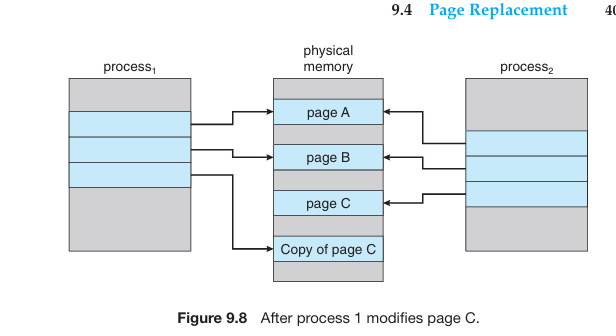 9.4 Page Replacement 40
physical
memory
process1
process2
page A
page B
page C
Copy of page C
Figure 9.8 After process 1 modifies page C.